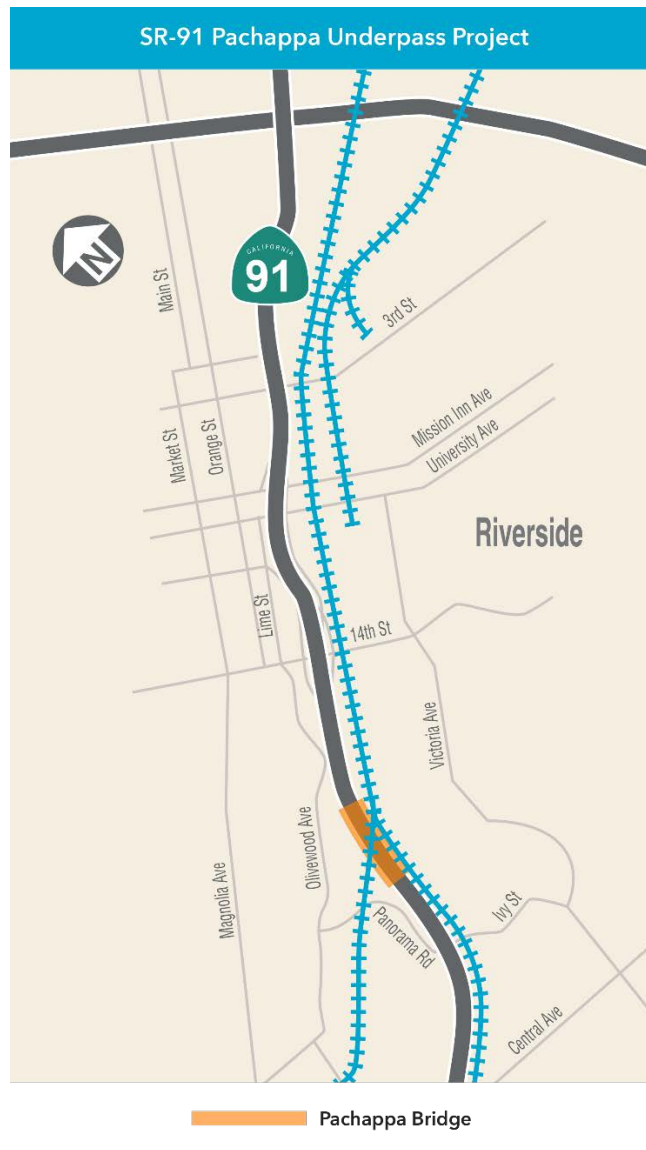 SR-91 Pachappa Underpass Project
N
CALIFORNIA
91
Main St
3rd St
Market St
Orange St
Mission Inn Ave
University Ave
Riverside
Lime St
14th St
Victoria Ave
Olivewood Ave
Magnolia Ave
Panorama Rd
Ivy St
Central Ave
Pachappa Bridge